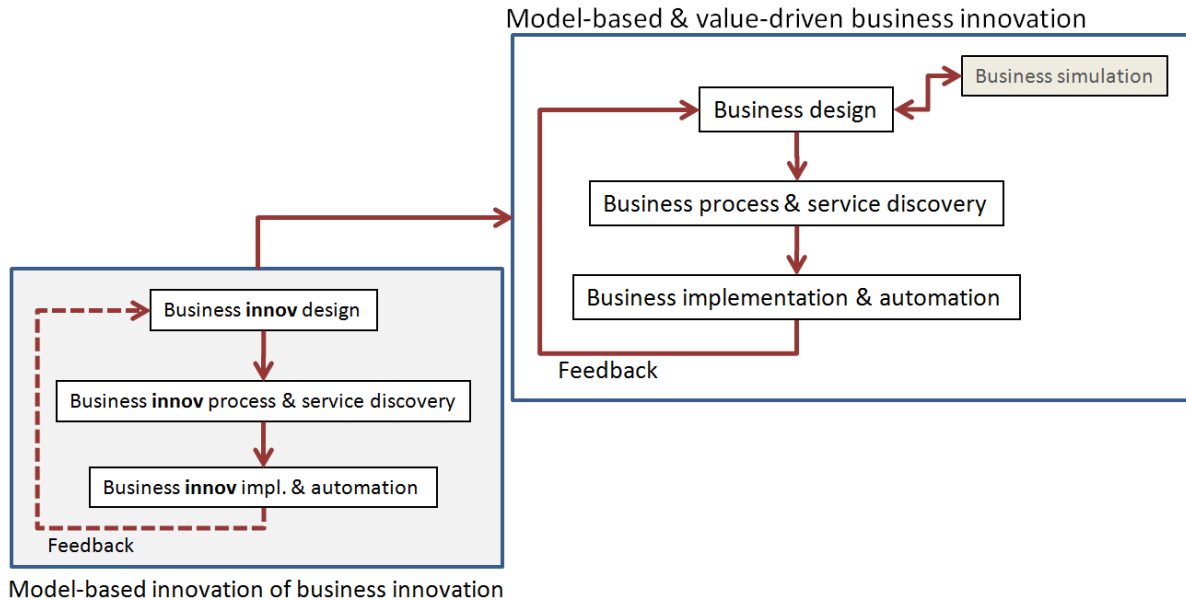 Model-based & value-driven business innovation
Business simulation
Business design
Business process & service discovery
Business implementation & automation
Feedback
Business innov design
Business innov process & service discovery
Business innov impl. & automation
Feedback
Model-based innovation of business innovation